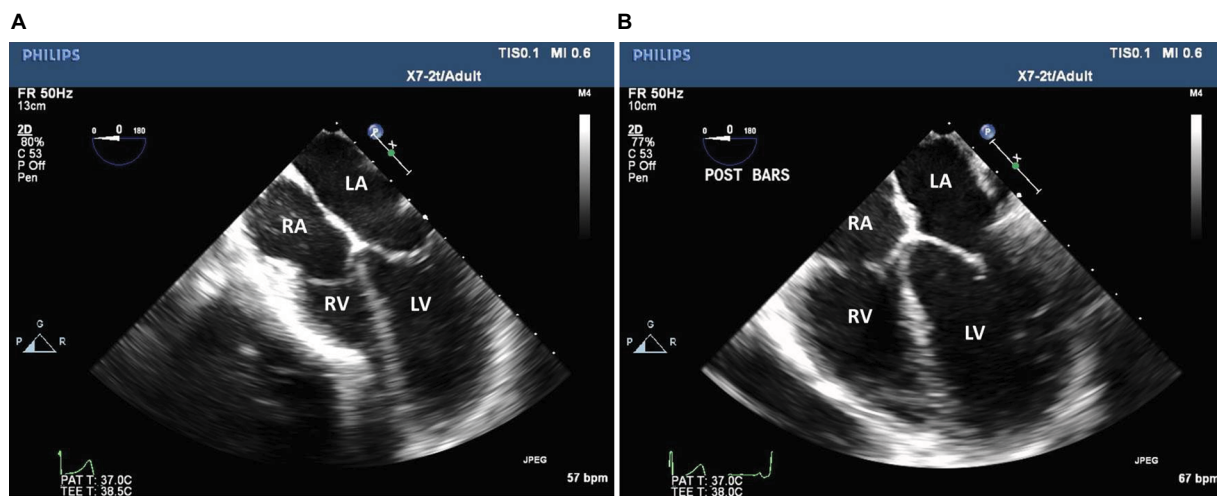 A
PHILIPS
TIS0.1 MI 0.6
X7-2t/Adult
FR 50Hz
13cm
M4
2D
80%
C 53
P Off
Pen
0 0 180
P
X
LA
RA
RV
LV
G
P R
JPEG
PAT T: 37.0C
TEE T: 38.5C
57 bpm
B
PHILIPS
TIS0.1 MI 0.6
X7-2t/Adult
FR 50Hz
10cm
M4
2D
77%
C 53
P Off
Pen
0 0 180
POST BARS
P
X
LA
RA
RV
LV
G
P R
JPEG
PAT T: 37.0C
TEE T: 38.0C
67 bpm